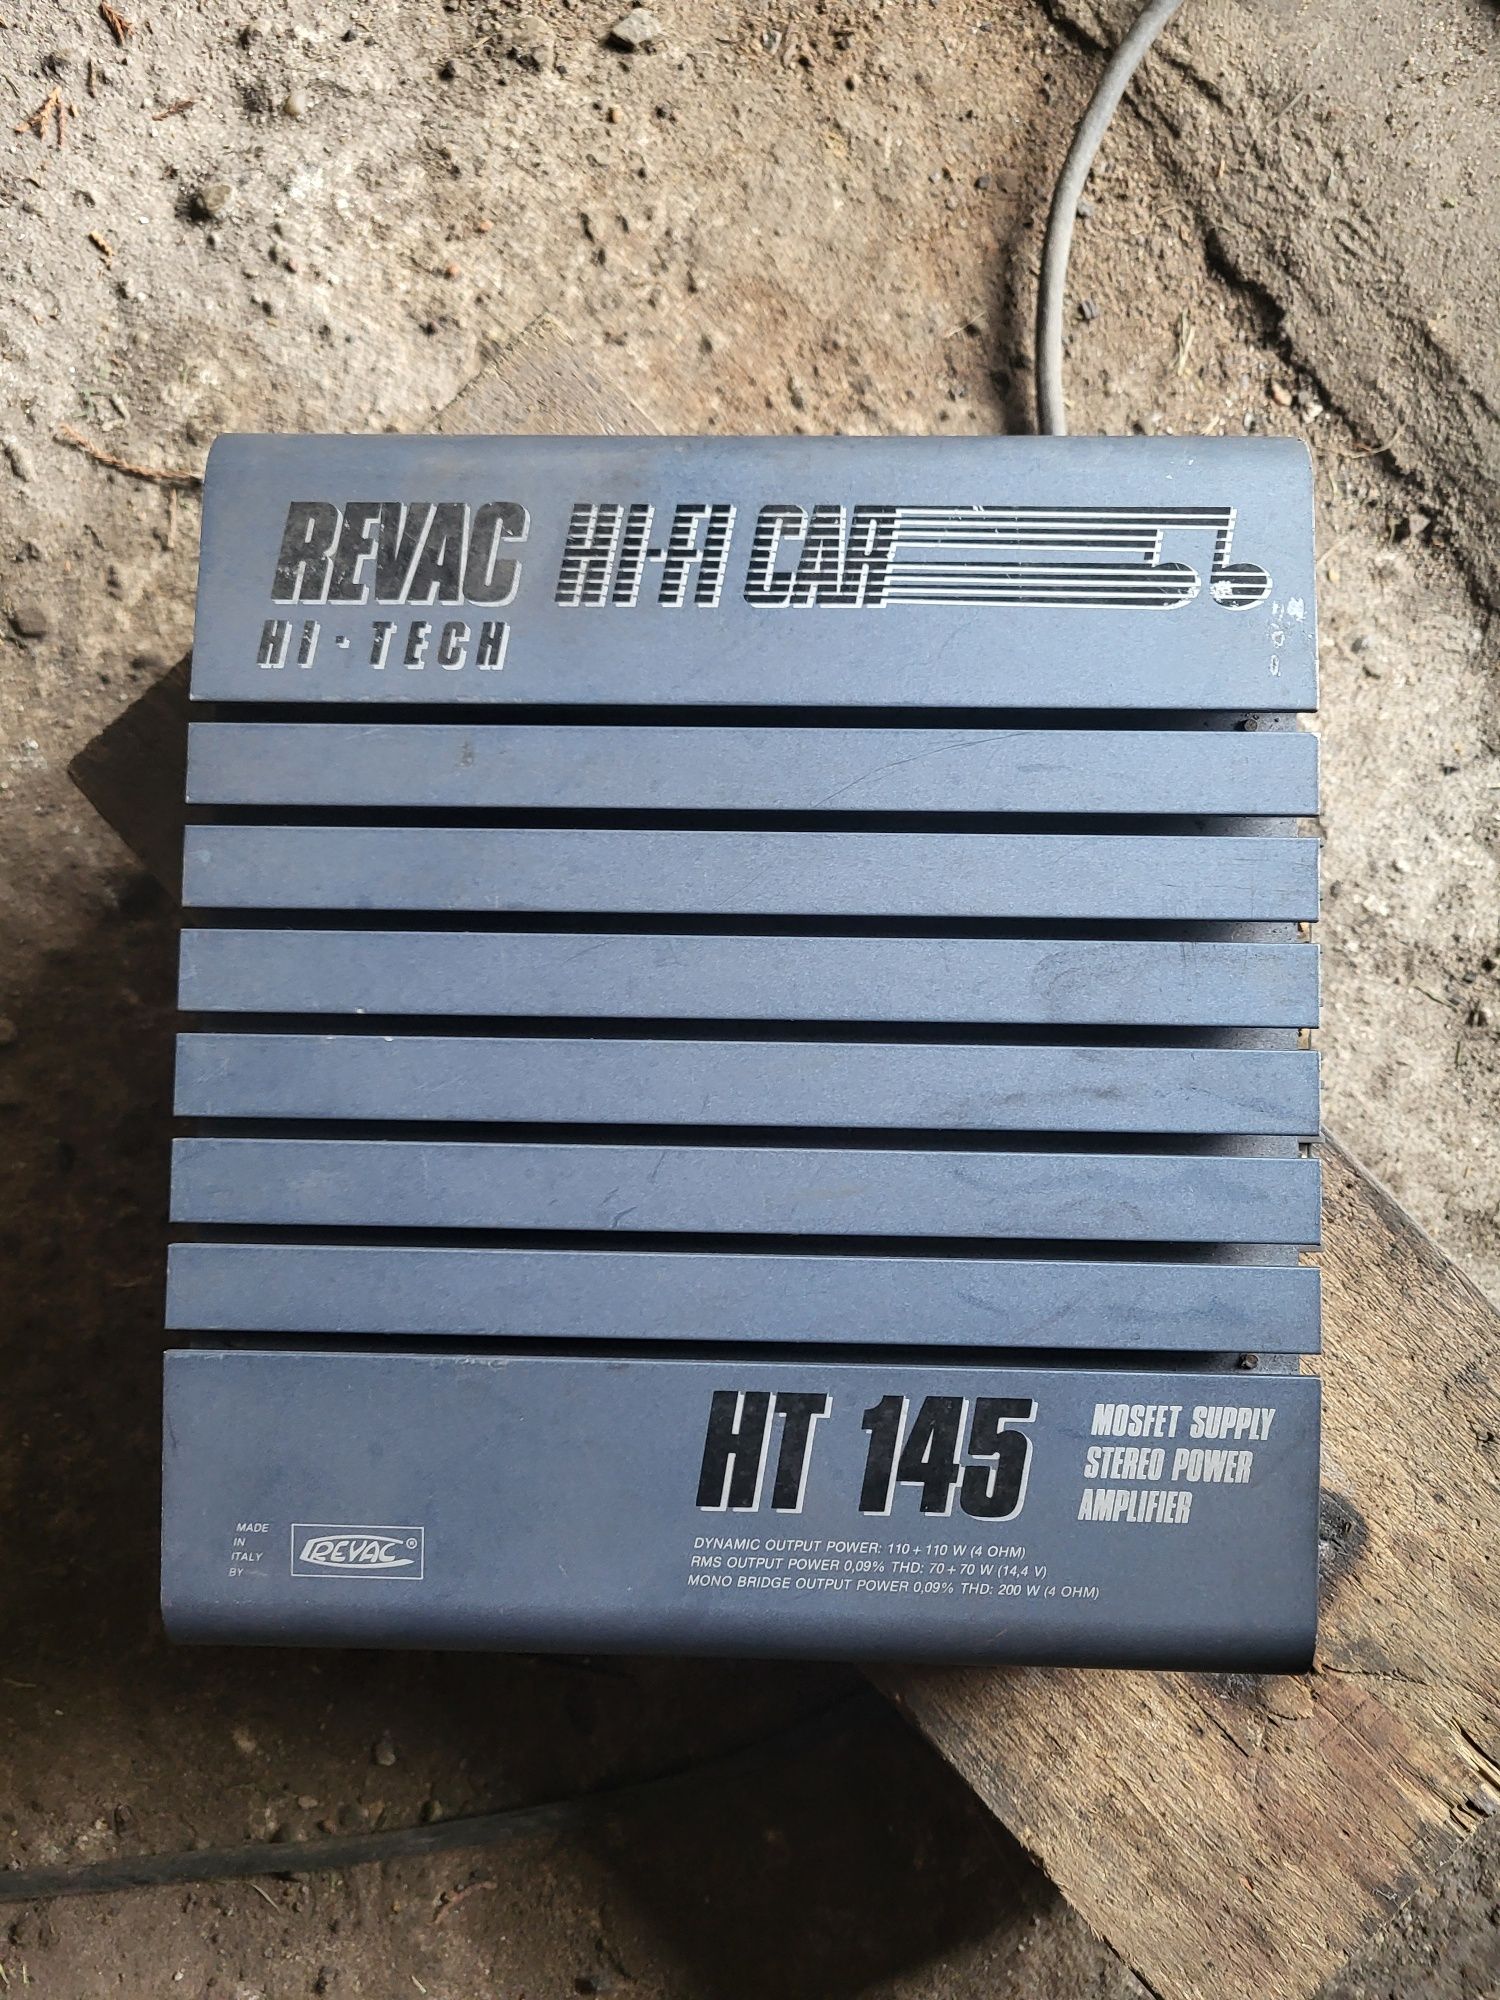 REVAC HI-FI CAR
HI-TECH
HT 145
MOSFET SUPPLY
STEREO POWER
AMPLIFIER
MADE
IN
ITALY
BY
REVAC®
DYNAMIC OUTPUT POWER: 110 + 110 W (4 OHM)
RMS OUTPUT POWER 0,09% THD: 70 + 70 W (14,4 V)
MONO BRIDGE OUTPUT POWER 0,09% THD: 200 W (4 OHM)